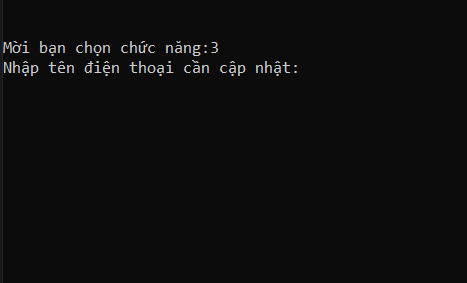 Mời bạn chọn chức năng:3
Nhập tên điện thoại cần cập nhật: